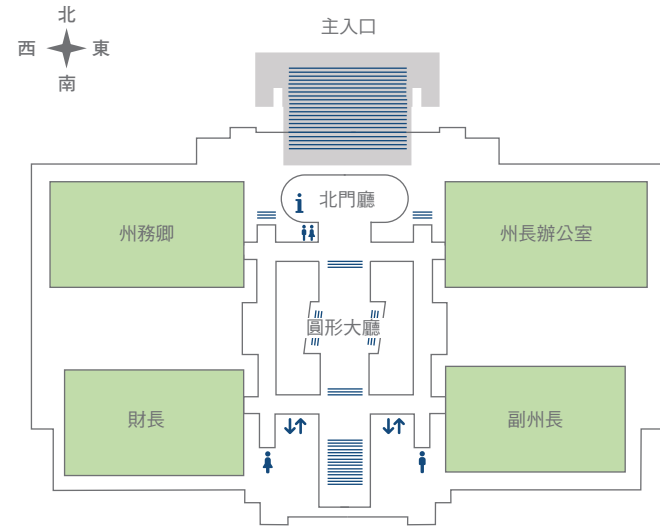 北
西
東
南
主入口
北門廳
州務卿
州長辦公室
圓形大廳
財長
副州長